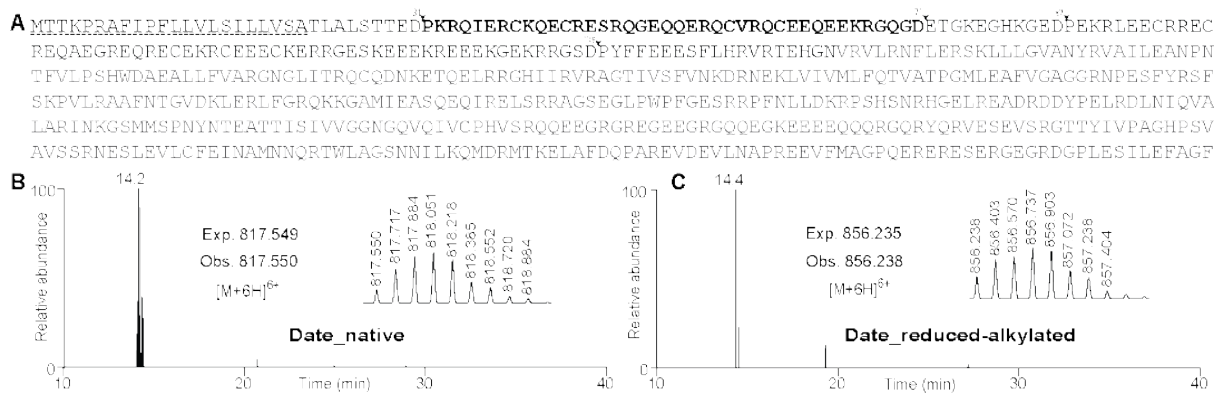 A MTTKPRAFIPFLLVLSILLVSATLALSTTEDPKRQIERCKQECRESRQGEQQERQCVRQCEEQEEKRGQGDETGKEGHKGEDPEKRLEECRREC
REQAEGREQRECEKRCEEECKERRGESKEEEKREEEKGEKRRGSDPYFFEEESFLHRVRTEHGNVRVLRNFLERSKLLLGVANYRVAILEANPN
TFVLPSHWDAEALLFVARGNGLITRQCQDNKETQELRRGHIIRVRAGTIVSFVNKDRNEKLVIVMLFQTVATPGMLEAFVGAGGRNPESFYRSF
SKPVLRAAFNTGVDKLERLFGRQKKGAMIEASQEQIRELSRRAGSEGLPWPFGESRRPFNLLDKRPSHSNRHGELREADRDDYPELRDLNIQVA
LARINKGSMMSPNYNTEATTISIVVGGNGQVQIVCPHVSRQQEEGRGREGEEGRGQQEGKEEEEQQQRGQRYQRVESEVSRGTTYIVPAGHPSV
AVSSRNESLEVLCFEINAMNNQRTWLAGSNNILKQMDRMTKELAFDQPAREVDEVLNAPREEVFMAGPQERERESERGEGRDGPLESILEFAGF
B
14.2
100
Relative abundance
0
Exp. 817.549
Obs. 817.550
[M+6H]6+
817.550
817.717
817.884
818.051
818.218
818.385
818.552
818.720
818.884
Date_native
10
20
30
40
Time (min)
C
14.4
100
Relative abundance
0
Exp. 856.235
Obs. 856.238
[M+6H]6+
856.238
856.403
856.570
856.737
856.903
857.072
857.238
857.404
Date_reduced-alkylated
10
20
30
40
Time (min)